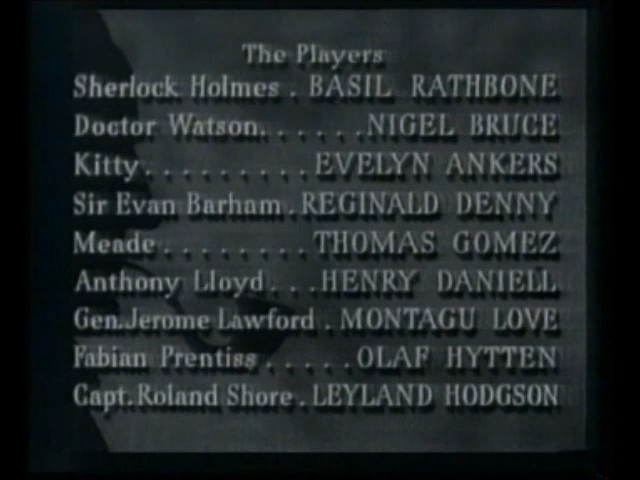 The Players
Sherlock Holmes . BASIL RATHBONE
Doctor Watson. . . . . . NIGEL BRUCE
Kitty . . . . . . . . . EVELYN ANKERS
Sir Evan Barham . REGINALD DENNY
Meade . . . . . . . . THOMAS GOMEZ
Anthony Lloyd . . . HENRY DANIELL
Gen. Jerome Lawford . MONTAGU LOVE
Fabian Prentiss . . . . . OLAF HYTTEN
Capt. Roland Shore . LEYLAND HODGSON